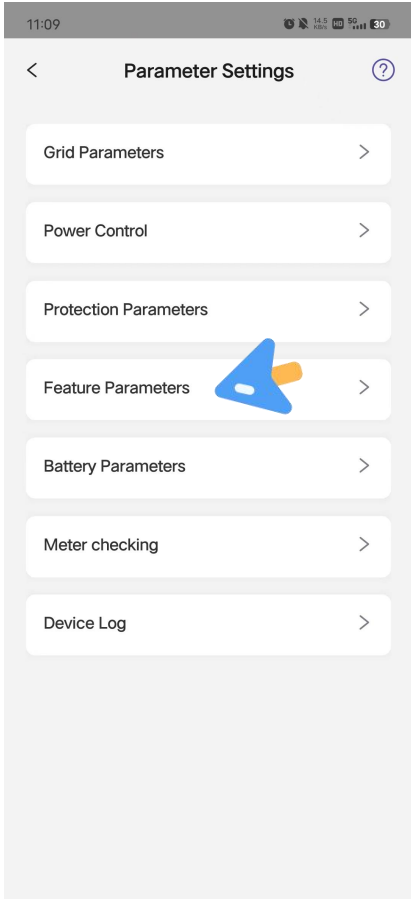 11:09
14.5 KB/s HD 5G 30
Parameter Settings
?
Grid Parameters
Power Control
Protection Parameters
Feature Parameters
Battery Parameters
Meter checking
Device Log